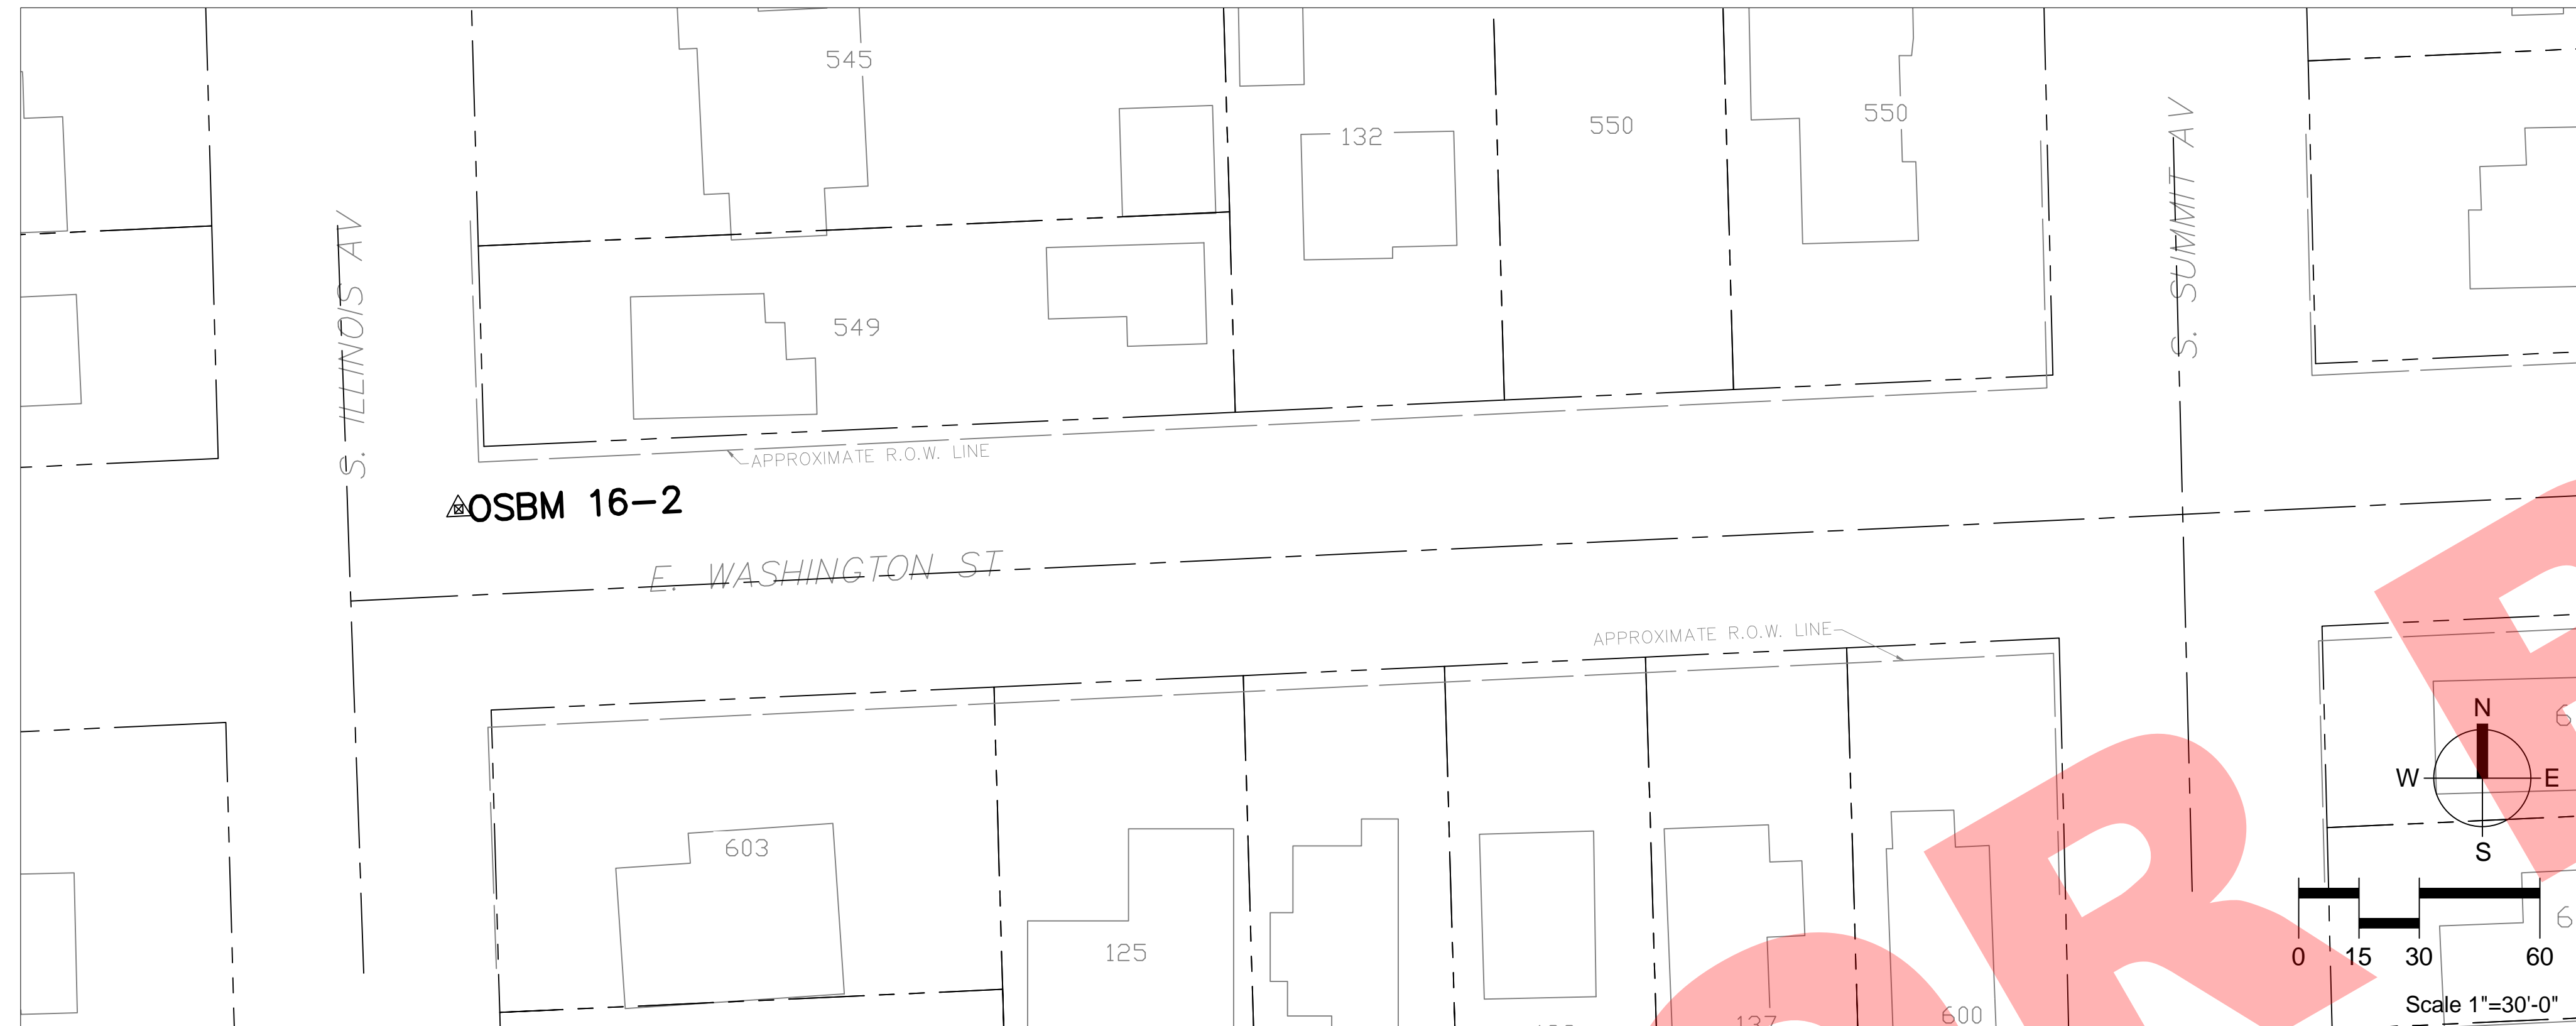 545
132
550
550
S. ILLINOIS AV
S. SUMMIT AV
549
APPROXIMATE R.O.W. LINE
OSBM 16-2
E. WASHINGTON ST
APPROXIMATE R.O.W. LINE
603
125
137
600
N
W E
S
0 15 30 60
Scale 1"=30'-0"